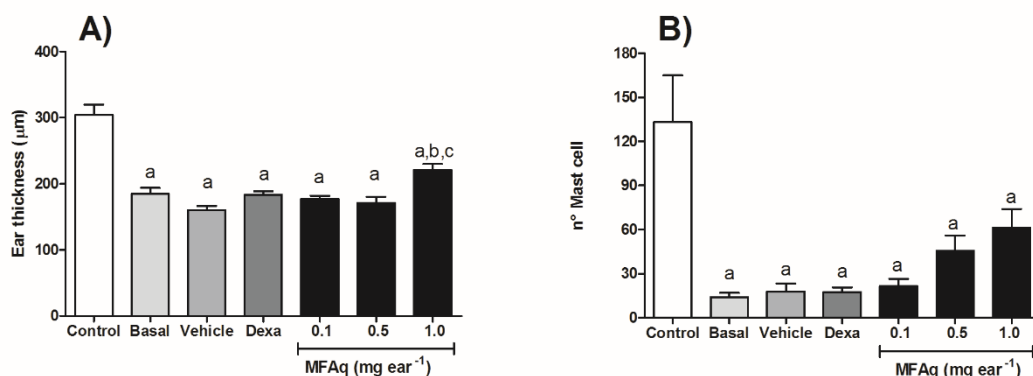 A)
Ear thickness (µm)
400
300
200
100
0
a
a
a
a
a
a,b,c
Control Basal Vehicle Dexa 0.1 0.5 1.0
MFAq (mg ear⁻¹)
B)
n° Mast cell
180
150
120
90
60
30
0
a
a
a
a
a
a
Control Basal Vehicle Dexa 0.1 0.5 1.0
MFAq (mg ear⁻¹)